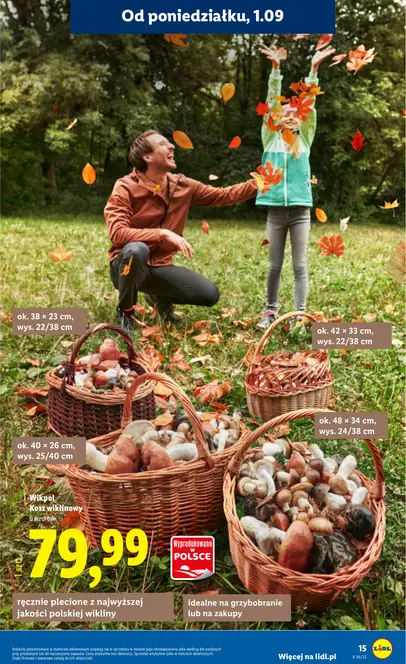 Od poniedziałku, 1.09
ok. 38 × 23 cm,
wys. 22/38 cm
ok. 42 × 33 cm,
wys. 22/38 cm
ok. 40 × 26 cm,
wys. 25/40 cm
ok. 48 × 34 cm,
wys. 24/38 cm
Wikpol
Kosz wiklinowy
79,99
Wyprodukowano
w POLSCE
ręcznie plecione z najwyższej
jakości polskiej wikliny
idealne na grzybobranie
lub na zakupy
Więcej na lidl.pl
15
LIDL